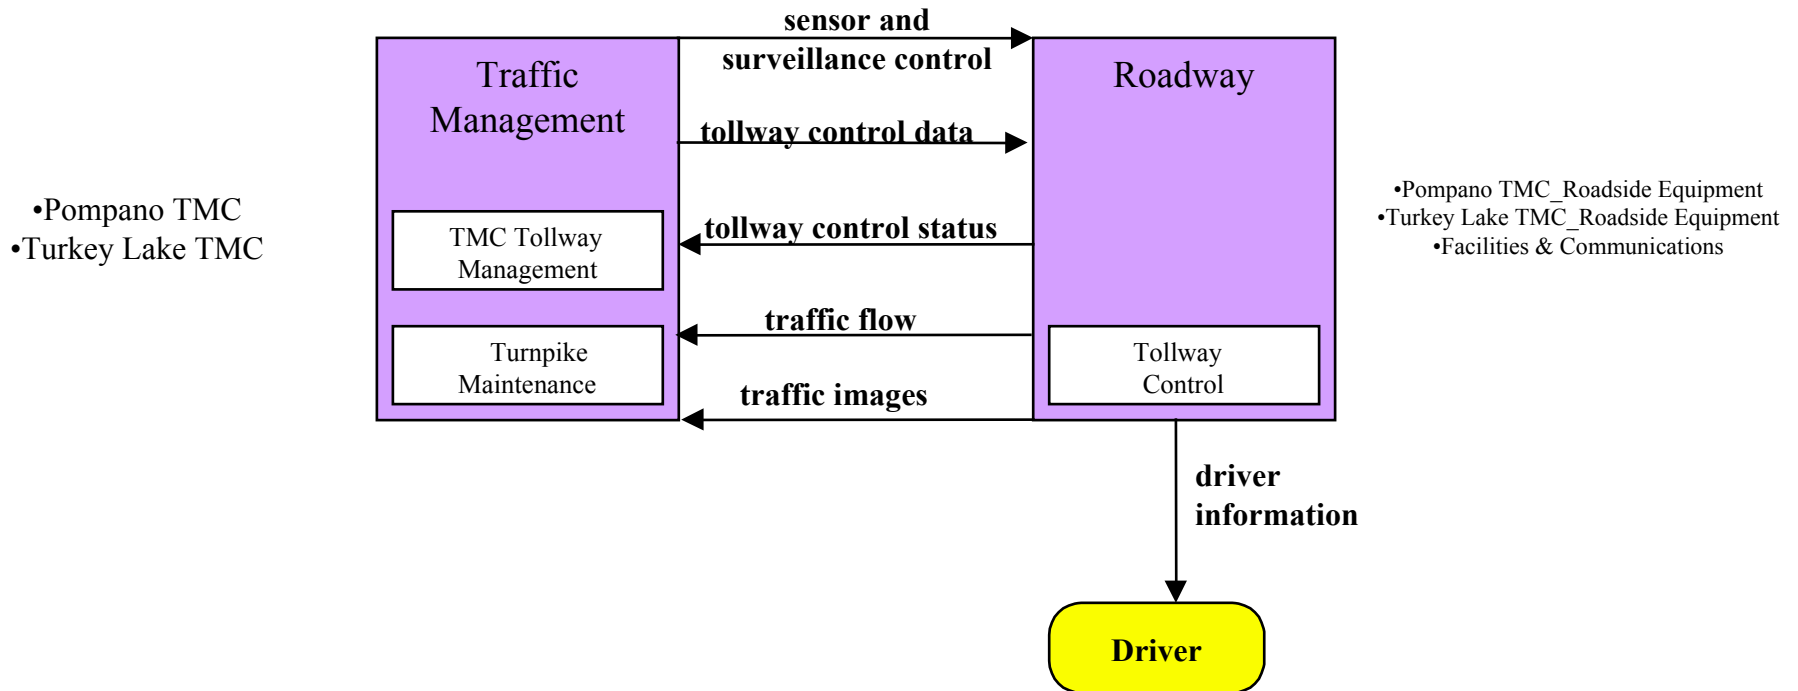 sensor and
surveillance control
Traffic
Management
Roadway
tollway control data
•Pompano TMC
•Turkey Lake TMC
•Pompano TMC_Roadside Equipment
•Turkey Lake TMC_Roadside Equipment
•Facilities & Communications
TMC Tollway
Management
tollway control status
traffic flow
Turnpike
Maintenance
Tollway
Control
traffic images
driver
information
Driver